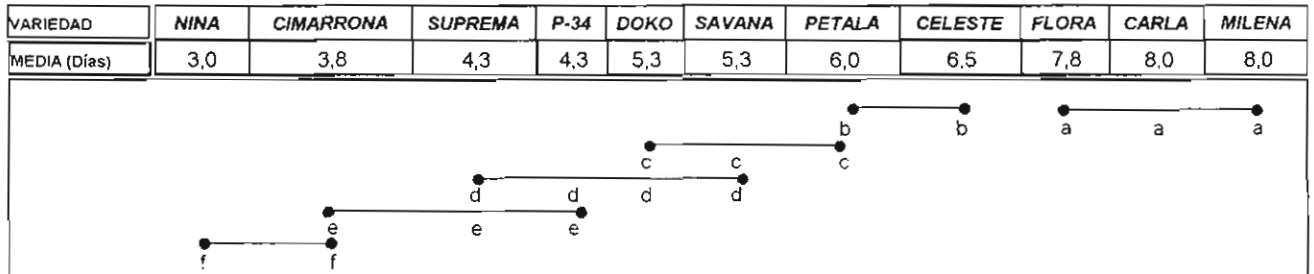 VARIEDAD NINA CIMARRONA SUPREMA P-34 DOKO SAVANA PETALA CELESTE FLORA CARLA MILENA
MEDIA (Días) 3,0 3,8 4,3 4,3 5,3 5,3 6,0 6,5 7,8 8,0 8,0
b b a a a
c c c
d d d d
e e e
f f